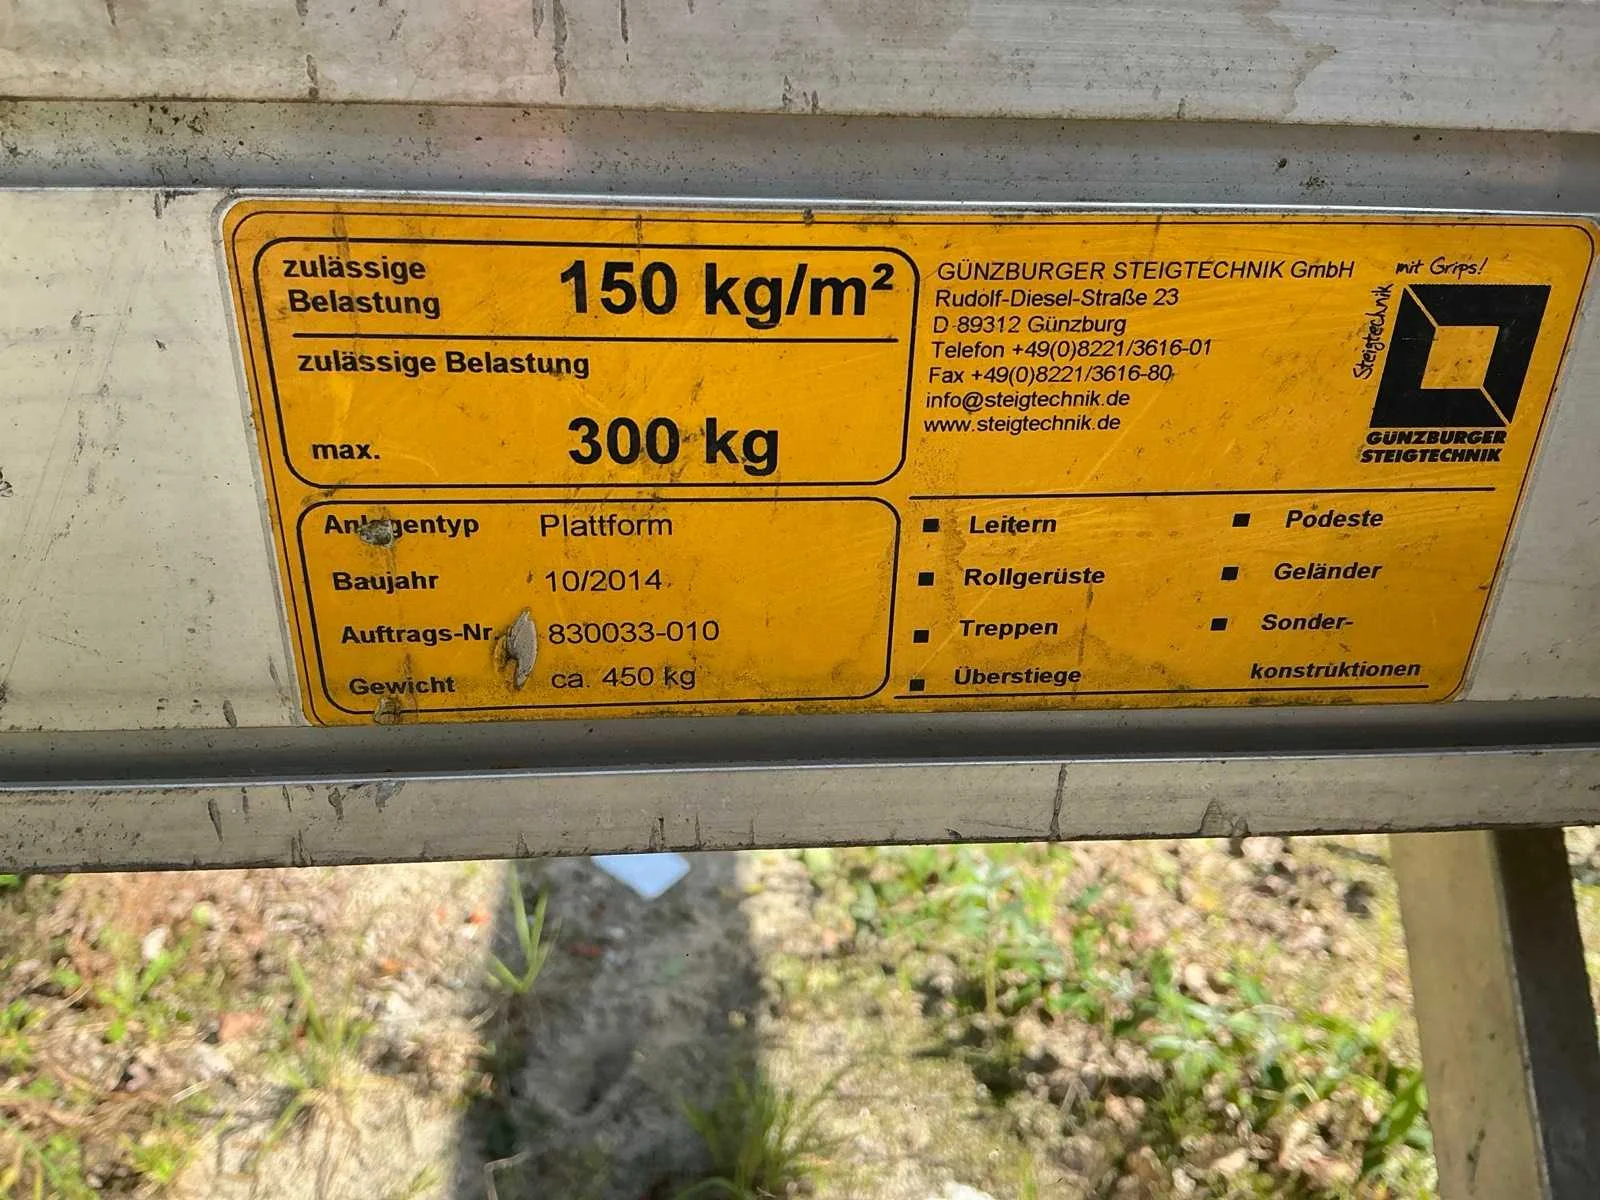 zulässige
Belastung
150 kg/m²
zulässige Belastung
max.
300 kg
Anlagentyp Plattform
Baujahr 10/2014
Auftrags-Nr. 830033-010
Gewicht ca. 450 kg
GÜNZBURGER STEIGTECHNIK GmbH
Rudolf-Diesel-Straße 23
D-89312 Günzburg
Telefon +49(0)8221/3616-01
Fax +49(0)8221/3616-80
info@steigtechnik.de
www.steigtechnik.de
Steigtechnik
mit Grips!
GÜNZBURGER
STEIGTECHNIK
Leitern
Rollgerüste
Treppen
Überstiege
Podeste
Geländer
Sonder-
konstruktionen